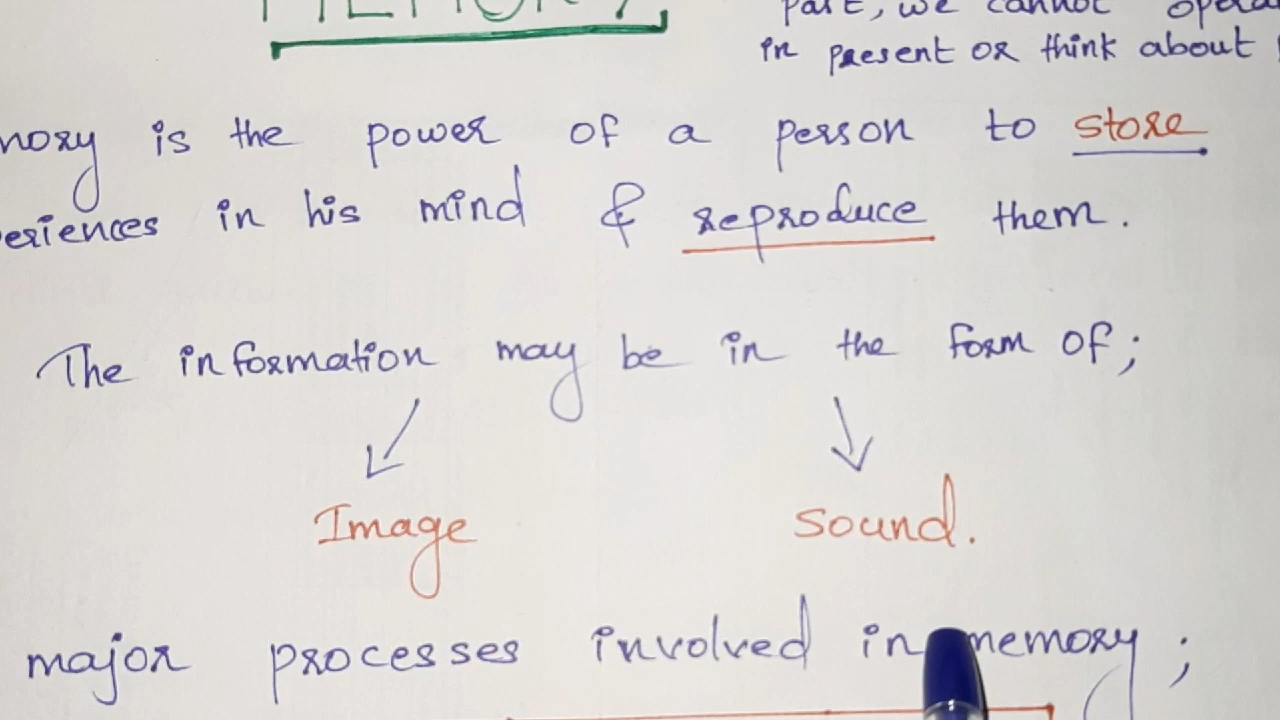 MEMORY
past, we cannot
in present or think about
is the power of a person to store
in his mind & reproduce them.
The information may be in the form of;
Image sound.
major processes involved in memory;